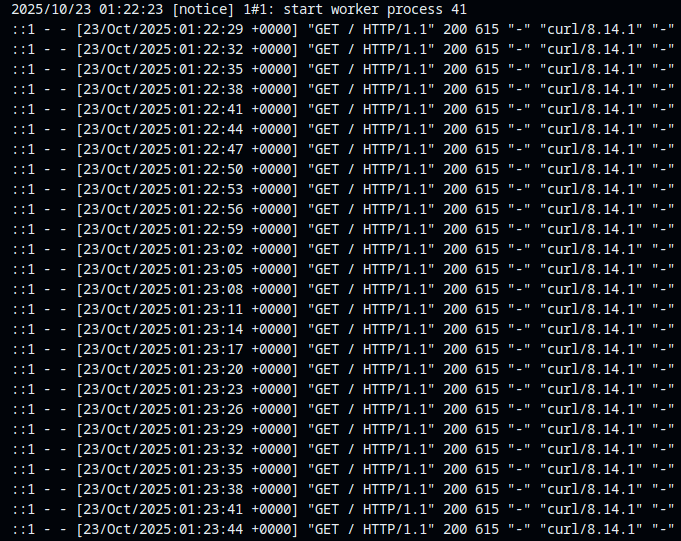 2025/10/23 01:22:23 [notice] 1#1: start worker process 41
::1 - - [23/Oct/2025:01:22:29 +0000] "GET / HTTP/1.1" 200 615 "-" "curl/8.14.1" "-"
::1 - - [23/Oct/2025:01:22:32 +0000] "GET / HTTP/1.1" 200 615 "-" "curl/8.14.1" "-"
::1 - - [23/Oct/2025:01:22:35 +0000] "GET / HTTP/1.1" 200 615 "-" "curl/8.14.1" "-"
::1 - - [23/Oct/2025:01:22:38 +0000] "GET / HTTP/1.1" 200 615 "-" "curl/8.14.1" "-"
::1 - - [23/Oct/2025:01:22:41 +0000] "GET / HTTP/1.1" 200 615 "-" "curl/8.14.1" "-"
::1 - - [23/Oct/2025:01:22:44 +0000] "GET / HTTP/1.1" 200 615 "-" "curl/8.14.1" "-"
::1 - - [23/Oct/2025:01:22:47 +0000] "GET / HTTP/1.1" 200 615 "-" "curl/8.14.1" "-"
::1 - - [23/Oct/2025:01:22:50 +0000] "GET / HTTP/1.1" 200 615 "-" "curl/8.14.1" "-"
::1 - - [23/Oct/2025:01:22:53 +0000] "GET / HTTP/1.1" 200 615 "-" "curl/8.14.1" "-"
::1 - - [23/Oct/2025:01:22:56 +0000] "GET / HTTP/1.1" 200 615 "-" "curl/8.14.1" "-"
::1 - - [23/Oct/2025:01:22:59 +0000] "GET / HTTP/1.1" 200 615 "-" "curl/8.14.1" "-"
::1 - - [23/Oct/2025:01:23:02 +0000] "GET / HTTP/1.1" 200 615 "-" "curl/8.14.1" "-"
::1 - - [23/Oct/2025:01:23:05 +0000] "GET / HTTP/1.1" 200 615 "-" "curl/8.14.1" "-"
::1 - - [23/Oct/2025:01:23:08 +0000] "GET / HTTP/1.1" 200 615 "-" "curl/8.14.1" "-"
::1 - - [23/Oct/2025:01:23:11 +0000] "GET / HTTP/1.1" 200 615 "-" "curl/8.14.1" "-"
::1 - - [23/Oct/2025:01:23:14 +0000] "GET / HTTP/1.1" 200 615 "-" "curl/8.14.1" "-"
::1 - - [23/Oct/2025:01:23:17 +0000] "GET / HTTP/1.1" 200 615 "-" "curl/8.14.1" "-"
::1 - - [23/Oct/2025:01:23:20 +0000] "GET / HTTP/1.1" 200 615 "-" "curl/8.14.1" "-"
::1 - - [23/Oct/2025:01:23:23 +0000] "GET / HTTP/1.1" 200 615 "-" "curl/8.14.1" "-"
::1 - - [23/Oct/2025:01:23:26 +0000] "GET / HTTP/1.1" 200 615 "-" "curl/8.14.1" "-"
::1 - - [23/Oct/2025:01:23:29 +0000] "GET / HTTP/1.1" 200 615 "-" "curl/8.14.1" "-"
::1 - - [23/Oct/2025:01:23:32 +0000] "GET / HTTP/1.1" 200 615 "-" "curl/8.14.1" "-"
::1 - - [23/Oct/2025:01:23:35 +0000] "GET / HTTP/1.1" 200 615 "-" "curl/8.14.1" "-"
::1 - - [23/Oct/2025:01:23:38 +0000] "GET / HTTP/1.1" 200 615 "-" "curl/8.14.1" "-"
::1 - - [23/Oct/2025:01:23:41 +0000] "GET / HTTP/1.1" 200 615 "-" "curl/8.14.1" "-"
::1 - - [23/Oct/2025:01:23:44 +0000] "GET / HTTP/1.1" 200 615 "-" "curl/8.14.1" "-"